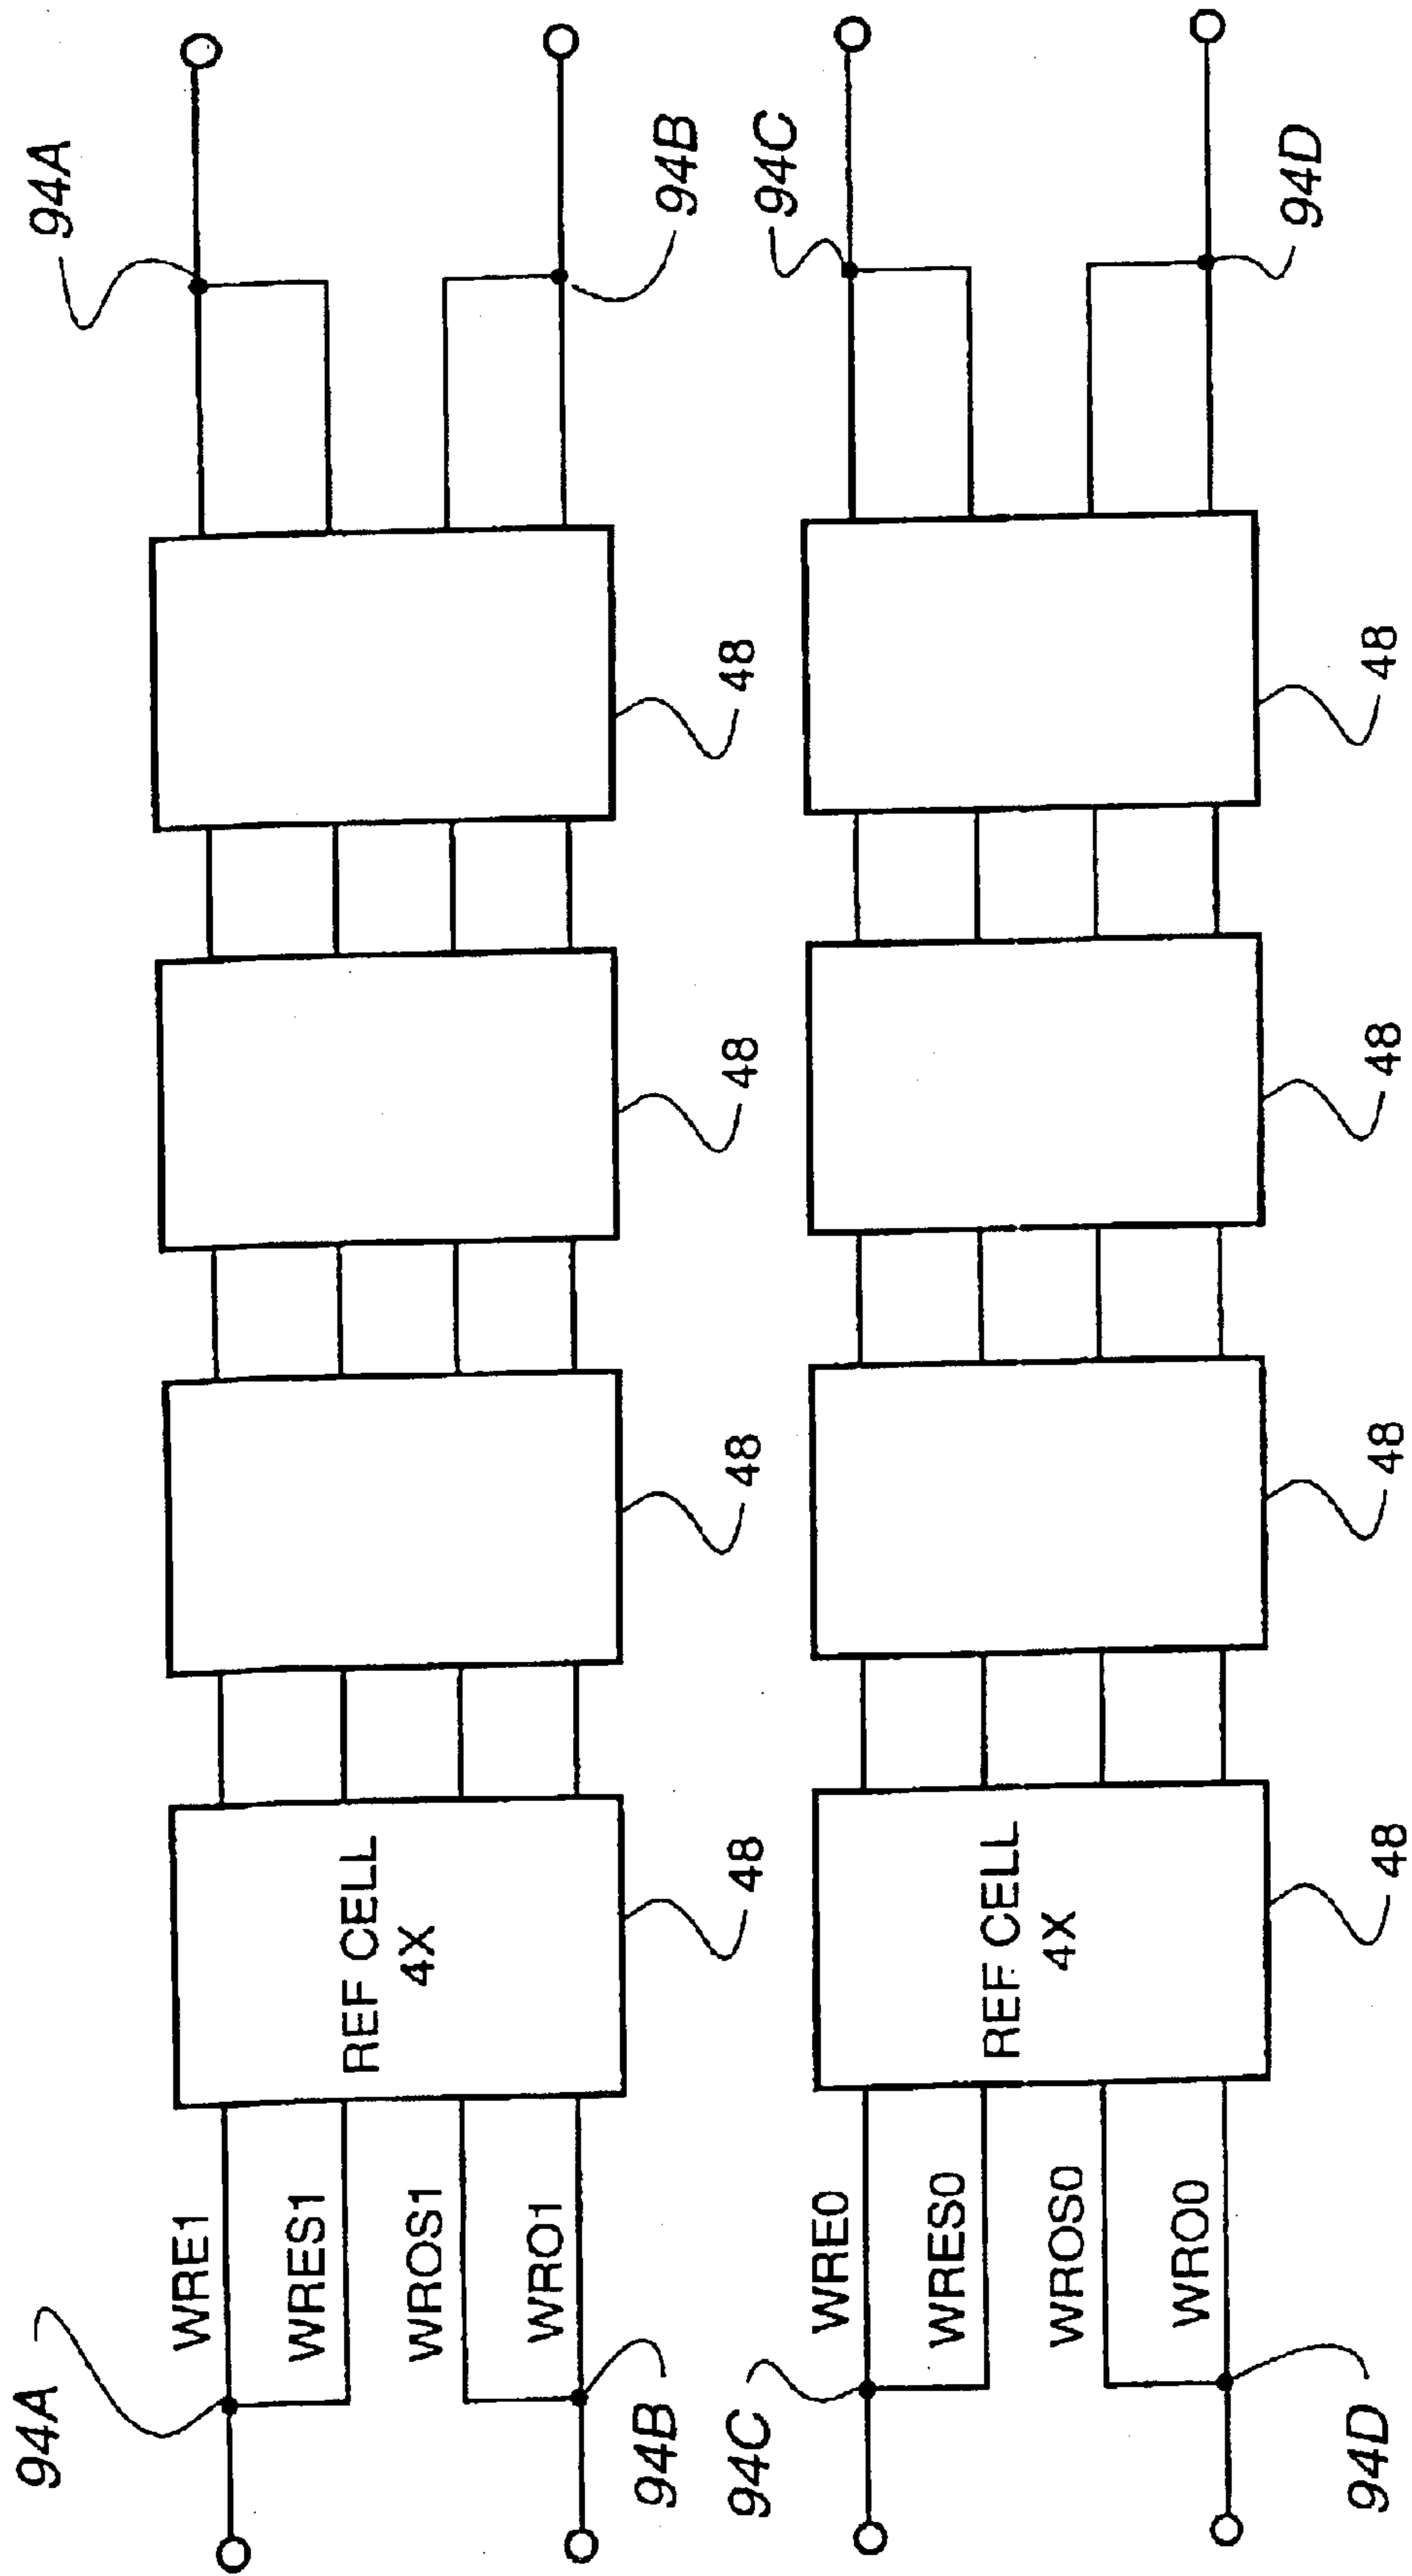 94A
94B
94C
94D
48
48
48
48
48
48
REF CELL
4X
48
REF CELL
4X
48
WRE1
WRES1
WROS1
WRO1
WRE0
WRES0
WROS0
WRO0
94A
94B
94C
94D